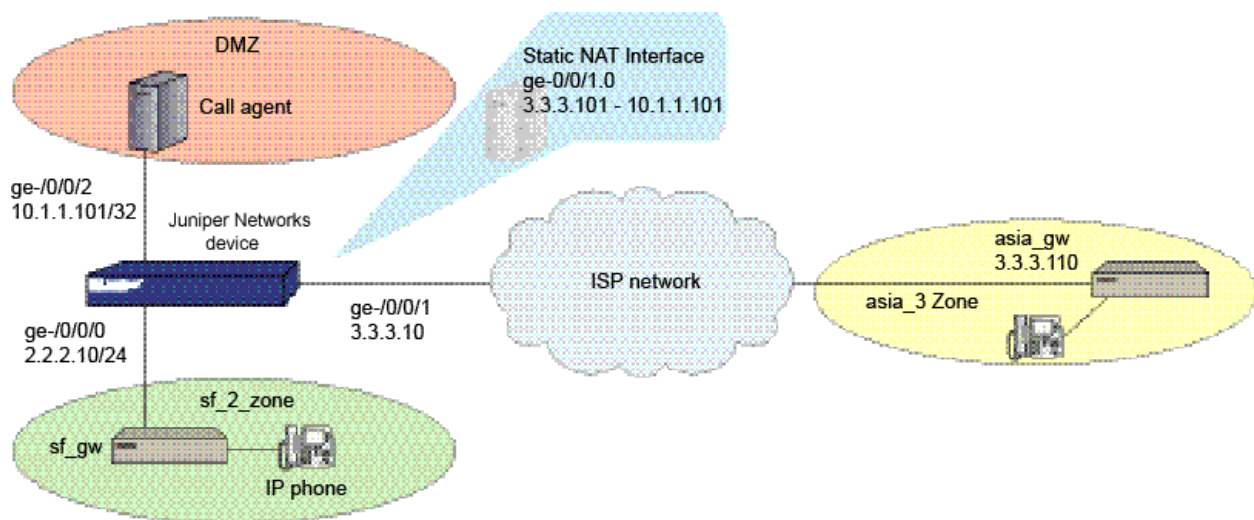 DMZ
Call agent
Static NAT Interface
ge-0/0/1.0
3.3.3.101 - 10.1.1.101
ge-/0/0/2
10.1.1.101/32
Juniper Networks
device
ge-/0/0/1
3.3.3.10
ISP network
asia_gw
3.3.3.110
asia_3 Zone
ge-/0/0/0
2.2.2.10/24
sf_2_zone
sf_gw
IP phone